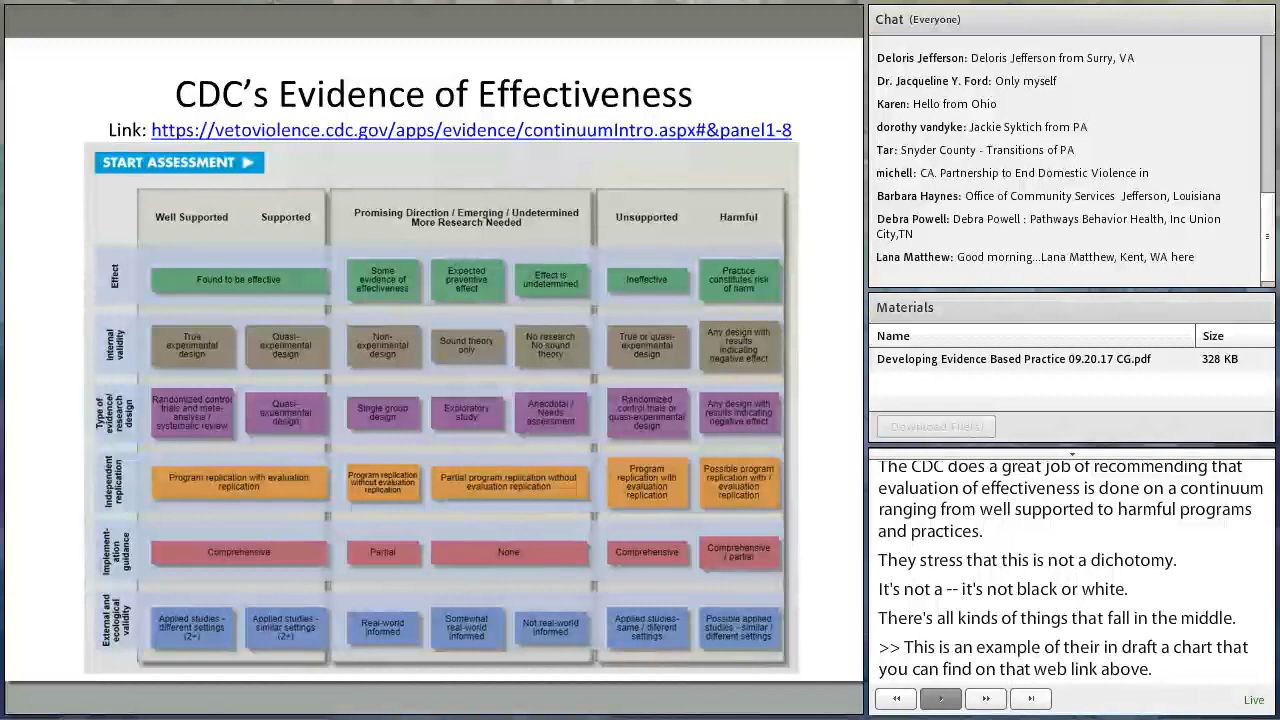 CDC's Evidence of Effectiveness
Link: https://vetoviolence.cdc.gov/apps/evidence/continuumIntro.aspx#&panel1-8
START ASSESSMENT
Well Supported
Supported
Promising Direction / Emerging / Undetermined
More Research Needed
Unsupported
Harmful
Effect
Found to be effective
Some
evidence of
effectiveness
Expected
preventive
effect
Effect is
undetermined
Ineffective
Practice
constitutes risk
of harm
Internal
validity
True
experimental
design
Quasi-
experimental
design
Non-
experimental
design
Sound theory
only
No research
No sound
theory
True or quasi-
experimental
design
Any design with
results
indicating
negative effect
Type of
evidence/
research
design
Randomized control
trials and meta-
analysis /
systematic review
Quasi-
experimental
design
Single group
design
Exploratory
study
Anecdotal /
Needs
assessment
Randomized
control trials or
quasi-experimental
design
Any design with
results indicating
negative effect
Independent
replication
Program replication with evaluation
replication
Program replication
without evaluation
replication
Partial program replication without
evaluation replication
Program
replication with
evaluation
replication
Possible program
replication with /
evaluation
replication
Implement-
ation
guidance
Comprehensive
Partial
None
Comprehensive
Comprehensive
/ partial
External and
ecological
validity
Applied studies -
different settings
(2+)
Applied studies -
similar settings
(2+)
Real-world
informed
Somewhat
real-world
informed
Not real-world
informed
Applied studies-
same / diferent
settings
Possible applied
studies - similar /
different settings
Chat (Everyone)
Deloris Jefferson: Deloris Jefferson from Surry, VA
Dr. Jacqueline Y. Ford: Only myself
Karen: Hello from Ohio
dorothy vandyke: Jackie Syktich from PA
Tar: Snyder County - Transitions of PA
michell: CA. Partnership to End Domestic Violence in
Barbara Haynes: Office of Community Services Jefferson, Louisiana
Debra Powell: Debra Powell : Pathways Behavior Health, Inc Union
City,TN
Lana Matthew: Good morning...Lana Matthew, Kent, WA here
Materials
Name Size
Developing Evidence Based Practice 09.20.17 CG.pdf 328 KB
Download File(s)
The CDC does a great job of recommending that
evaluation of effectiveness is done on a continuum
ranging from well supported to harmful programs
and practices.
They stress that this is not a dichotomy.
It's not a -- it's not black or white.
There's all kinds of things that fall in the middle.
>> This is an example of their in draft a chart that
you can find on that web link above.
Live